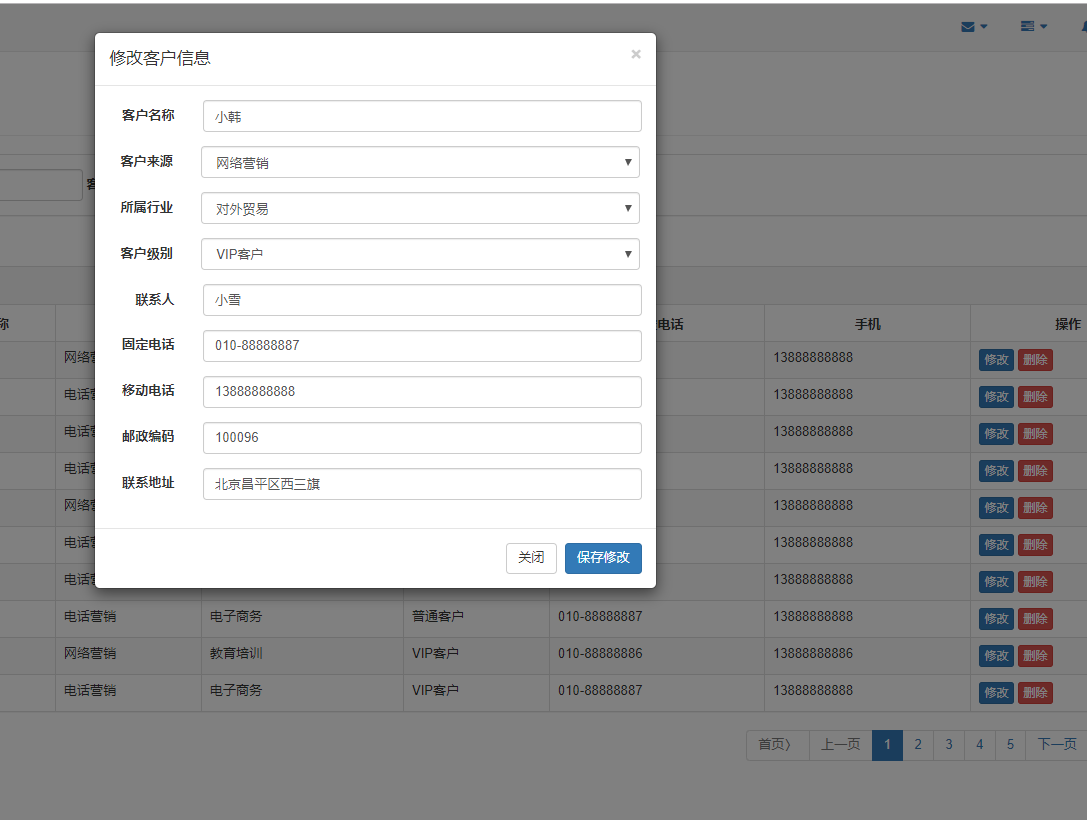 修改客户信息 ×
客户名称 小韩
客户来源 网络营销
所属行业 对外贸易
客户级别 VIP客户
联系人 小雪
固定电话 010-88888887
移动电话 13888888888
邮政编码 100096
联系地址 北京昌平区西三旗
关闭 保存修改
客
称 电话 手机 操作
网络营 13888888888 修改 删除
电话营 13888888888 修改 删除
电话营 13888888888 修改 删除
电话营 13888888888 修改 删除
网络营 13888888888 修改 删除
电话营 13888888888 修改 删除
电话营 13888888888 修改 删除
电话营销 电子商务 普通客户 010-88888887 13888888888 修改 删除
网络营销 教育培训 VIP客户 010-88888886 13888888886 修改 删除
电话营销 电子商务 VIP客户 010-88888887 13888888888 修改 删除
首页〉 上一页 1 2 3 4 5 下一页